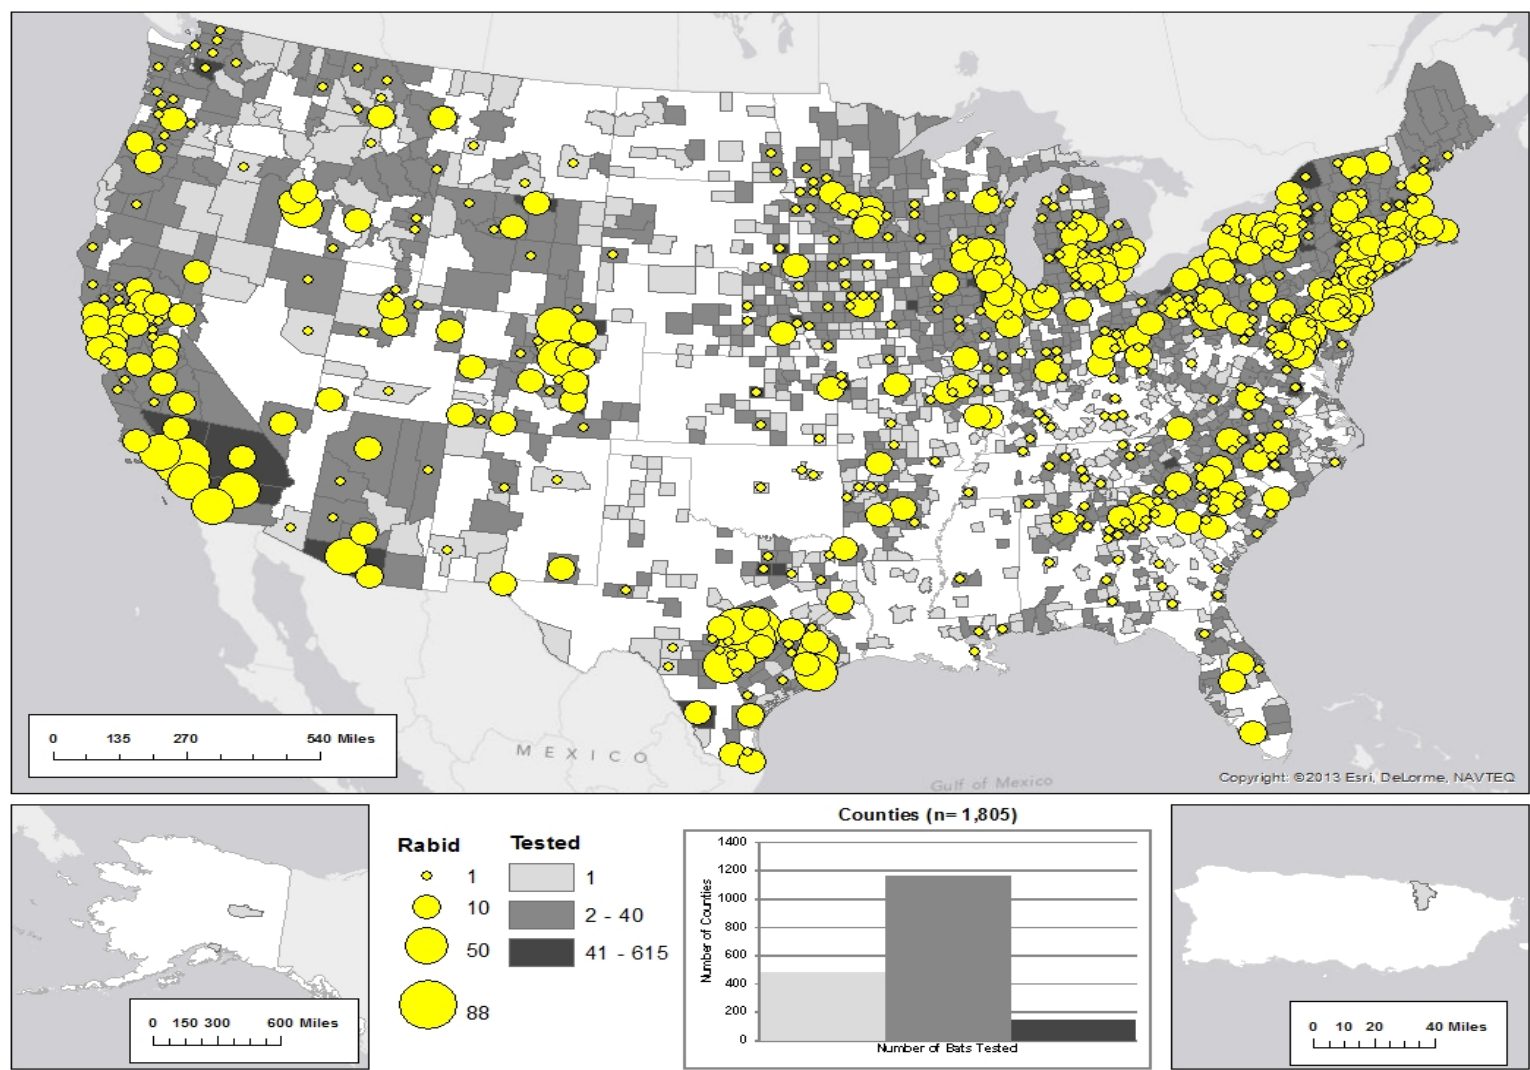 MEXICO
Gulf of Mexico
0 135 270 540 Miles
Copyright: ©2013 Esri, DeLorme, NAVTEQ
0 150 300 600 Miles
Rabid
1
10
50
88
Tested
1
2 - 40
41 - 615
Counties (n= 1,805)
Number of Counties
1400
1200
1000
800
600
400
200
0
Number of Bats Tested
0 10 20 40 Miles